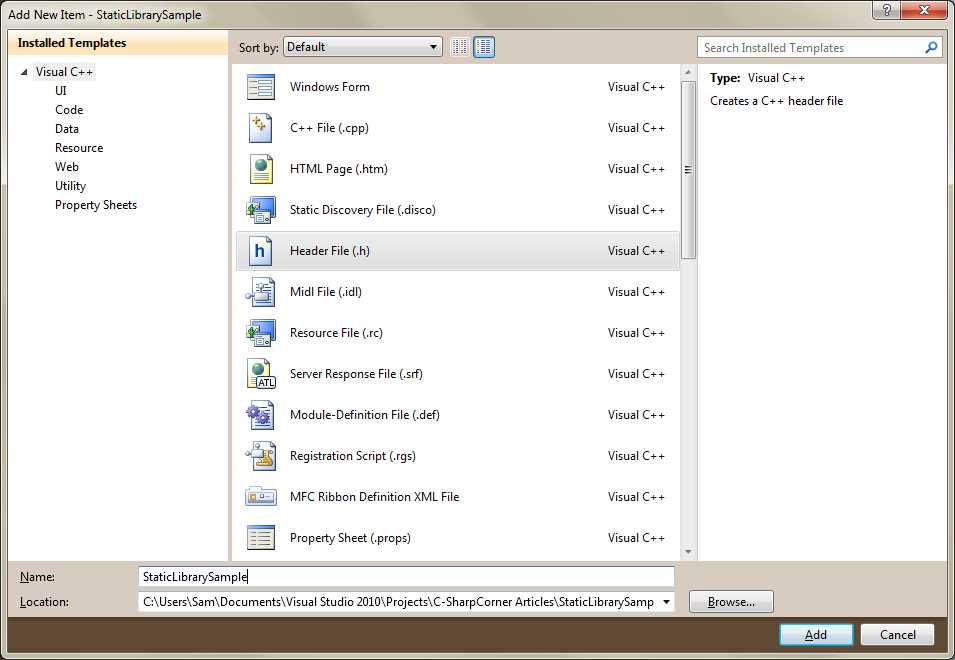 Add New Item - StaticLibrarySample
Installed Templates
Visual C++
UI
Code
Data
Resource
Web
Utility
Property Sheets
Sort by: Default
Search Installed Templates
Windows Form Visual C++
C++ File (.cpp) Visual C++
HTML Page (.htm) Visual C++
Static Discovery File (.disco) Visual C++
h Header File (.h) Visual C++
Midl File (.idl) Visual C++
Resource File (.rc) Visual C++
ATL Server Response File (.srf) Visual C++
Module-Definition File (.def) Visual C++
Registration Script (.rgs) Visual C++
MFC Ribbon Definition XML File Visual C++
Property Sheet (.props) Visual C++
Type: Visual C++
Creates a C++ header file
Name: StaticLibrarySample
Location: C:\Users\Sam\Documents\Visual Studio 2010\Projects\C-SharpCorner Articles\StaticLibrarySamp Browse...
Add Cancel